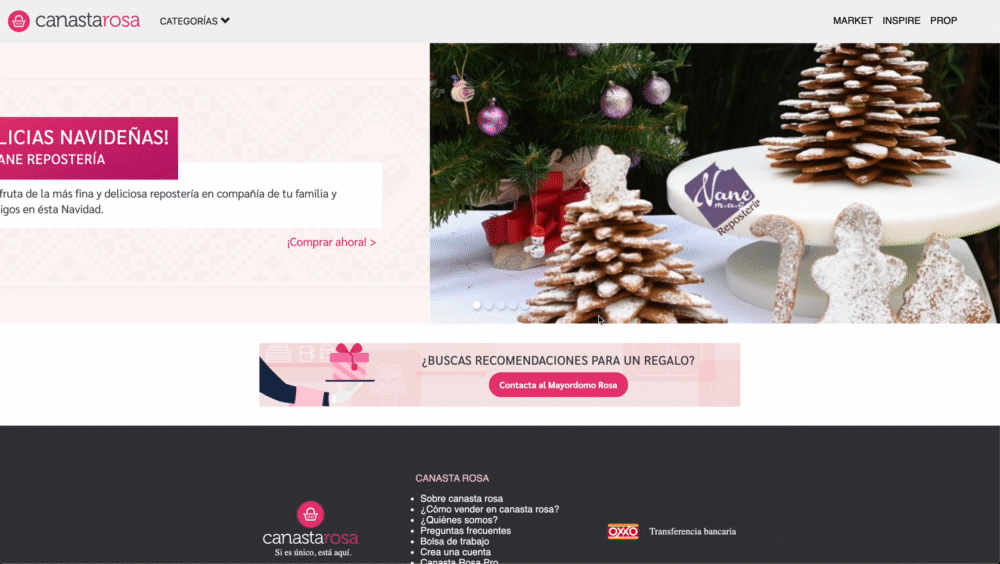 canastarosa
CATEGORÍAS
MARKET INSPIRE PROP
LICIAS NAVIDEÑAS!
ANE REPOSTERÍA
fruta de la más fina y deliciosa repostería en compañía de tu familia y
igos en ésta Navidad.
¡Comprar ahora! >
Nane
Repostería
¿BUSCAS RECOMENDACIONES PARA UN REGALO?
Contacta al Mayordomo Rosa
canastarosa
Si es único, está aquí.
CANASTA ROSA
Sobre canasta rosa
¿Cómo vender en canasta rosa?
¿Quiénes somos?
Preguntas frecuentes
Bolsa de trabajo
Crea una cuenta
Canasta Rosa Pro
OXXO
Transferencia bancaria